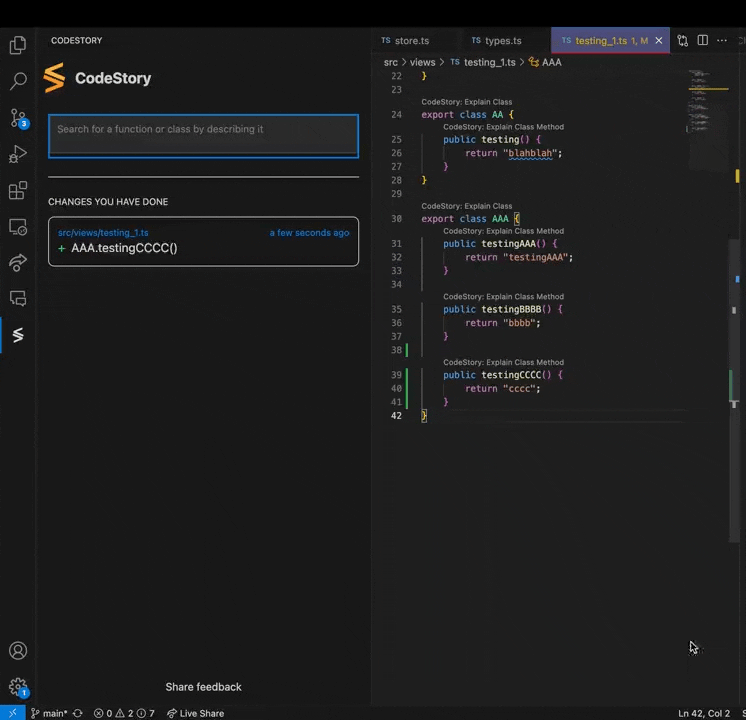 CODESTORY
CodeStory
Search for a function or class by describing it
CHANGES YOU HAVE DONE
src/views/testing_1.ts a few seconds ago
+ AAA.testingCCCC()
Share feedback
3
1
TS store.ts TS types.ts TS testing_1.ts 1, M
src > views > TS testing_1.ts > AAA
22 }
23
CodeStory: Explain Class
24 export class AA {
CodeStory: Explain Class Method
25 public testing() {
26 return "blahblah";
27 }
28 }
29
CodeStory: Explain Class
30 export class AAA {
CodeStory: Explain Class Method
31 public testingAAA() {
32 return "testingAAA";
33 }
34
CodeStory: Explain Class Method
35 public testingBBBB() {
36 return "bbbb";
37 }
38
CodeStory: Explain Class Method
39 public testingCCCC() {
40 return "cccc";
41 }
42 }
main* 0 2 7 Live Share Ln 42, Col 2